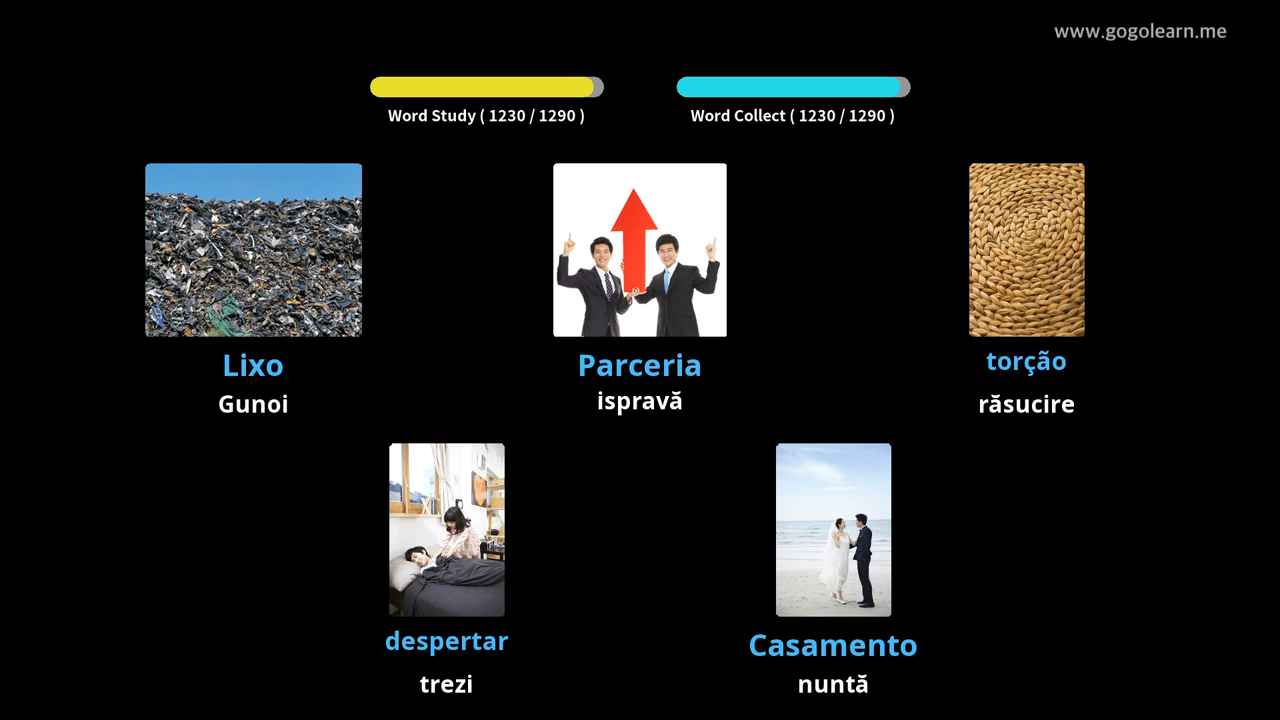 www.gogolearn.me
Word Study ( 1230 / 1290 )
Word Collect ( 1230 / 1290 )
Lixo
Gunoi
Parceria
ispravă
torção
răsucire
despertar
trezi
Casamento
nuntă